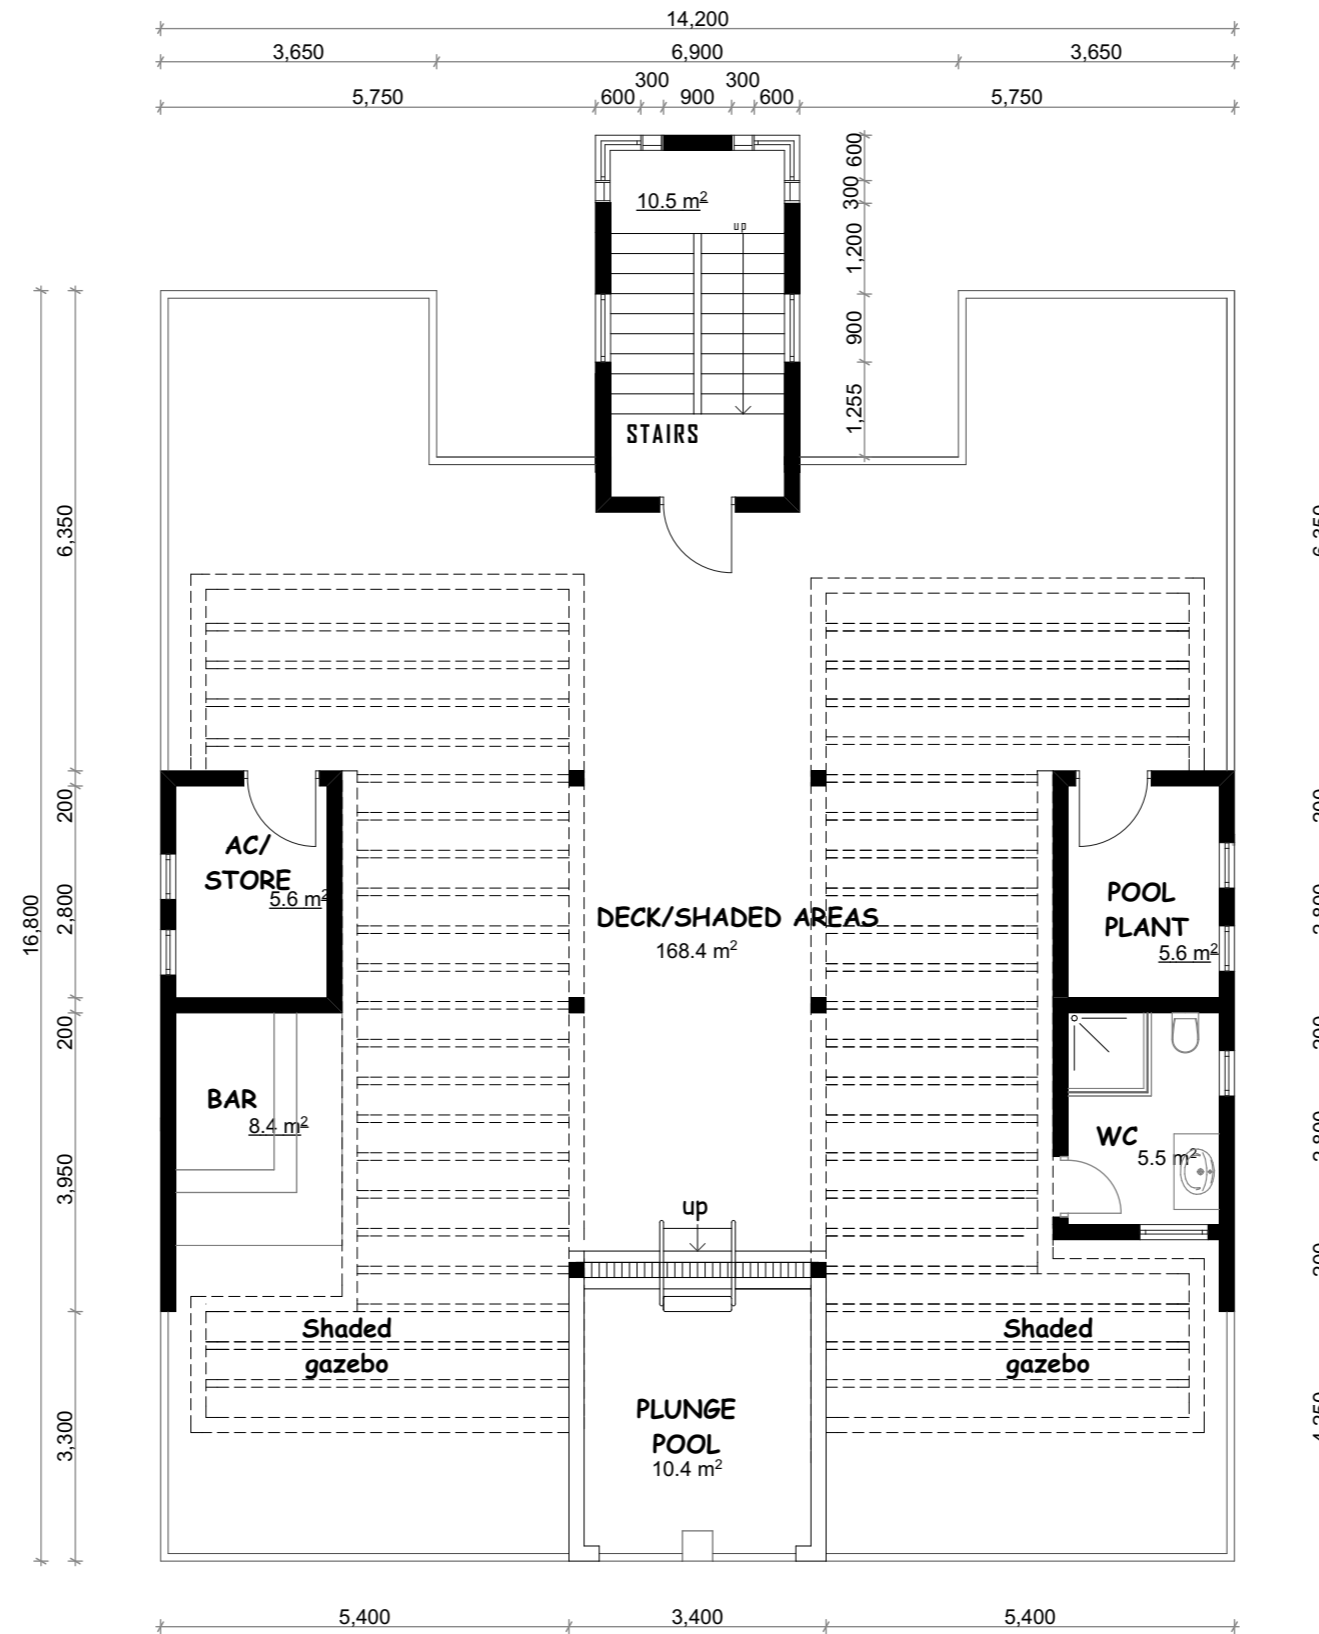 14,200
3,650 6,900 3,650
300 300
5,750 600 900 600 5,750
600
300
1,200
900
1,255
10.5 m²
up
STAIRS
6,350
200
2,800
16,800
200
3,950
3,300
AC/
STORE
5.6 m²
POOL
PLANT
5.6 m²
DECK/SHADED AREAS
168.4 m²
BAR
8.4 m²
WC
5.5 m²
up
Shaded
gazebo
Shaded
gazebo
PLUNGE
POOL
10.4 m²
5,400 3,400 5,400